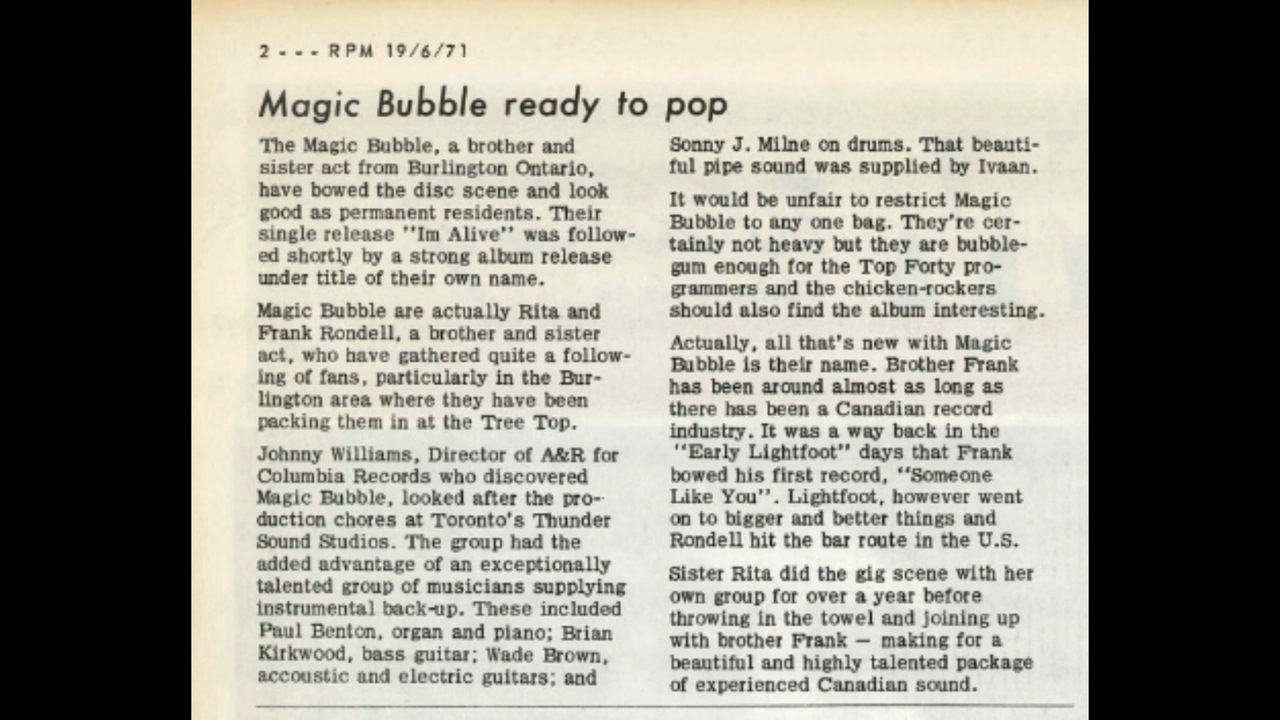 2 - - - RPM 19/6/71
Magic Bubble ready to pop
The Magic Bubble, a brother and
sister act from Burlington Ontario,
have bowed the disc scene and look
good as permanent residents. Their
single release "Im Alive" was follow-
ed shortly by a strong album release
under title of their own name.
Magic Bubble are actually Rita and
Frank Rondell, a brother and sister
act, who have gathered quite a follow-
ing of fans, particularly in the Bur-
lington area where they have been
packing them in at the Tree Top.
Johnny Williams, Director of A&R for
Columbia Records who discovered
Magic Bubble, looked after the pro-
duction chores at Toronto's Thunder
Sound Studios. The group had the
added advantage of an exceptionally
talented group of musicians supplying
instrumental back-up. These included
Paul Benton, organ and piano; Brian
Kirkwood, bass guitar; Wade Brown,
accoustic and electric guitars; and
Sonny J. Milne on drums. That beauti-
ful pipe sound was supplied by Ivaan.
It would be unfair to restrict Magic
Bubble to any one bag. They're cer-
tainly not heavy but they are bubble-
gum enough for the Top Forty pro-
grammers and the chicken-rockers
should also find the album interesting.
Actually, all that's new with Magic
Bubble is their name. Brother Frank
has been around almost as long as
there has been a Canadian record
industry. It was a way back in the
"Early Lightfoot" days that Frank
bowed his first record, "Someone
Like You". Lightfoot, however went
on to bigger and better things and
Rondell hit the bar route in the U.S.
Sister Rita did the gig scene with her
own group for over a year before
throwing in the towel and joining up
with brother Frank — making for a
beautiful and highly talented package
of experienced Canadian sound.